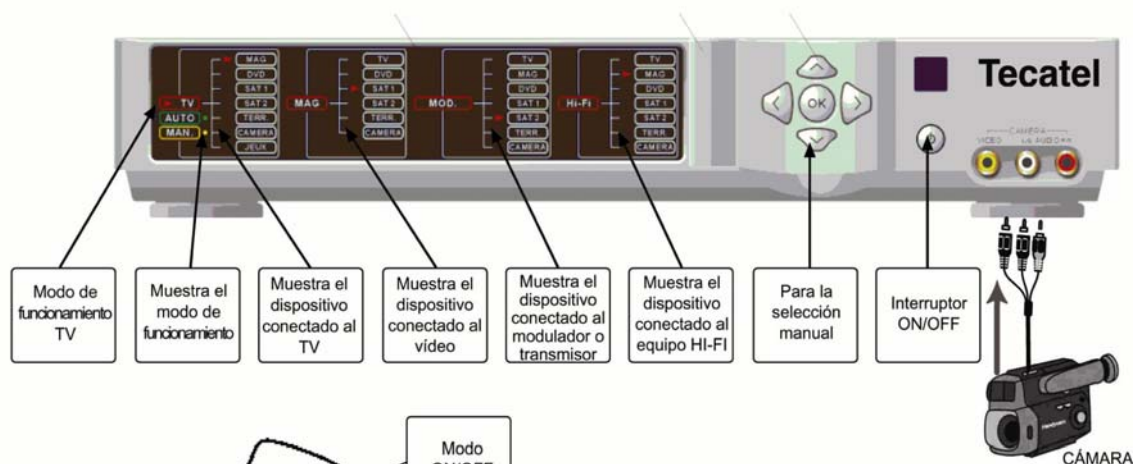 MAG
DVD
SAT 1
SAT 2
TERR.
CAMERA
JEUX
TV
AUTO
MAN.
TV
DVD
SAT 1
SAT 2
TERR.
CAMERA
MAG
TV
MAG
DVD
SAT 1
SAT 2
TERR.
CAMERA
MOD.
TV
MAG
DVD
SAT 1
SAT 2
TERR.
CAMERA
Hi-Fi
OK
Tecatel
CAMERA
VIDEO
AUDIO
Modo de
funcionamiento
TV
Muestra el
modo de
funcionamiento
Muestra el
dispositivo
conectado al
TV
Muestra el
dispositivo
conectado al
vídeo
Muestra el
dispositivo
conectado al
modulador o
transmisor
Muestra el
dispositivo
conectado al
equipo HI-FI
Para la
selección
manual
Interruptor
ON/OFF
CÁMARA
Modo
ON/OFF